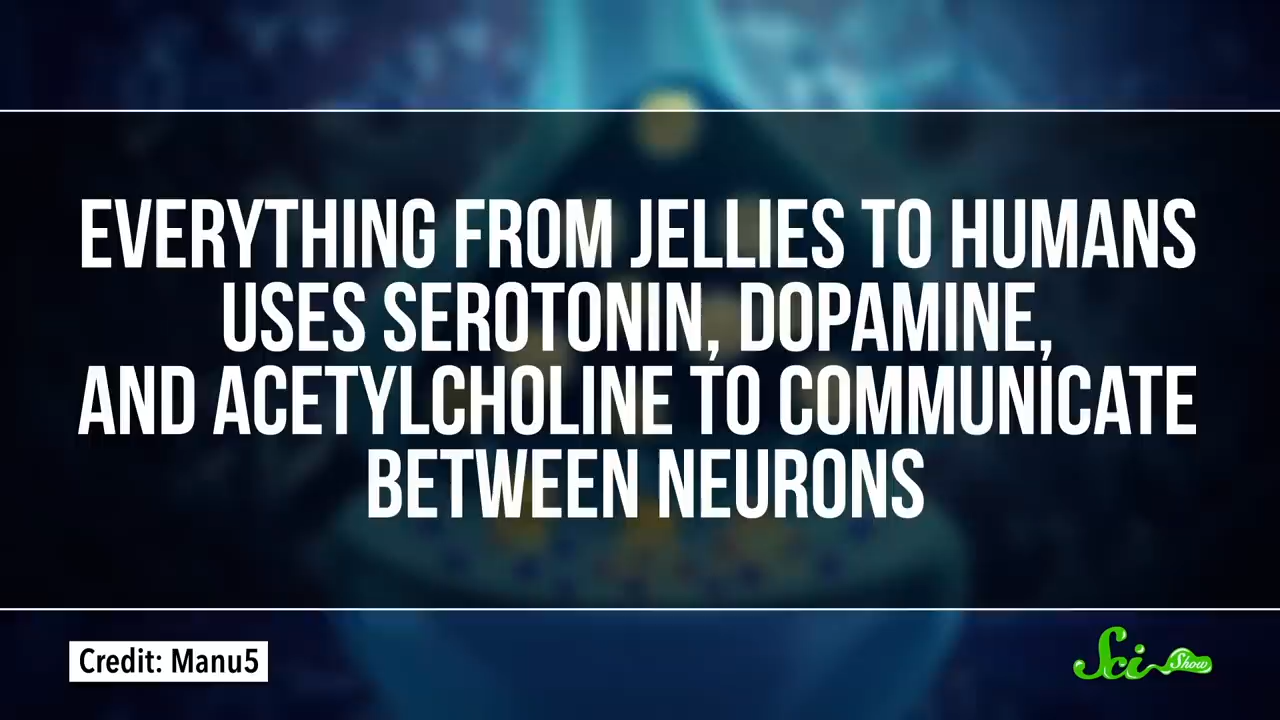 EVERYTHING FROM JELLIES TO HUMANS
USES SEROTONIN, DOPAMINE,
AND ACETYLCHOLINE TO COMMUNICATE
BETWEEN NEURONS
Credit: Manu5
Sci Show